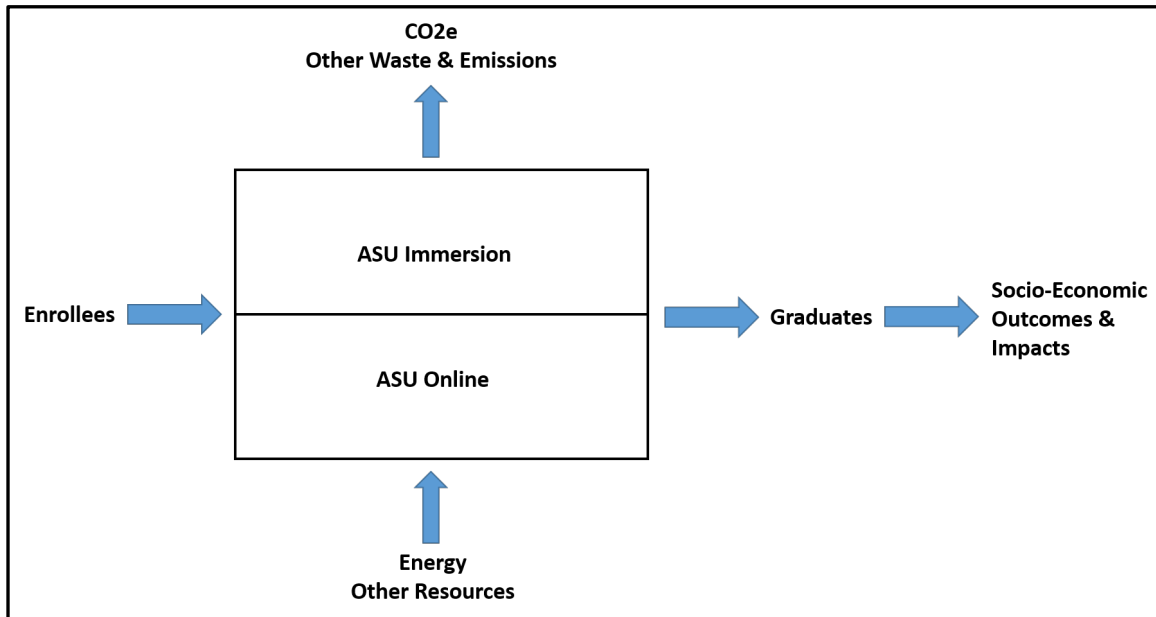 CO2e
Other Waste & Emissions
ASU Immersion
Enrollees
Graduates
Socio-Economic
Outcomes &
Impacts
ASU Online
Energy
Other Resources